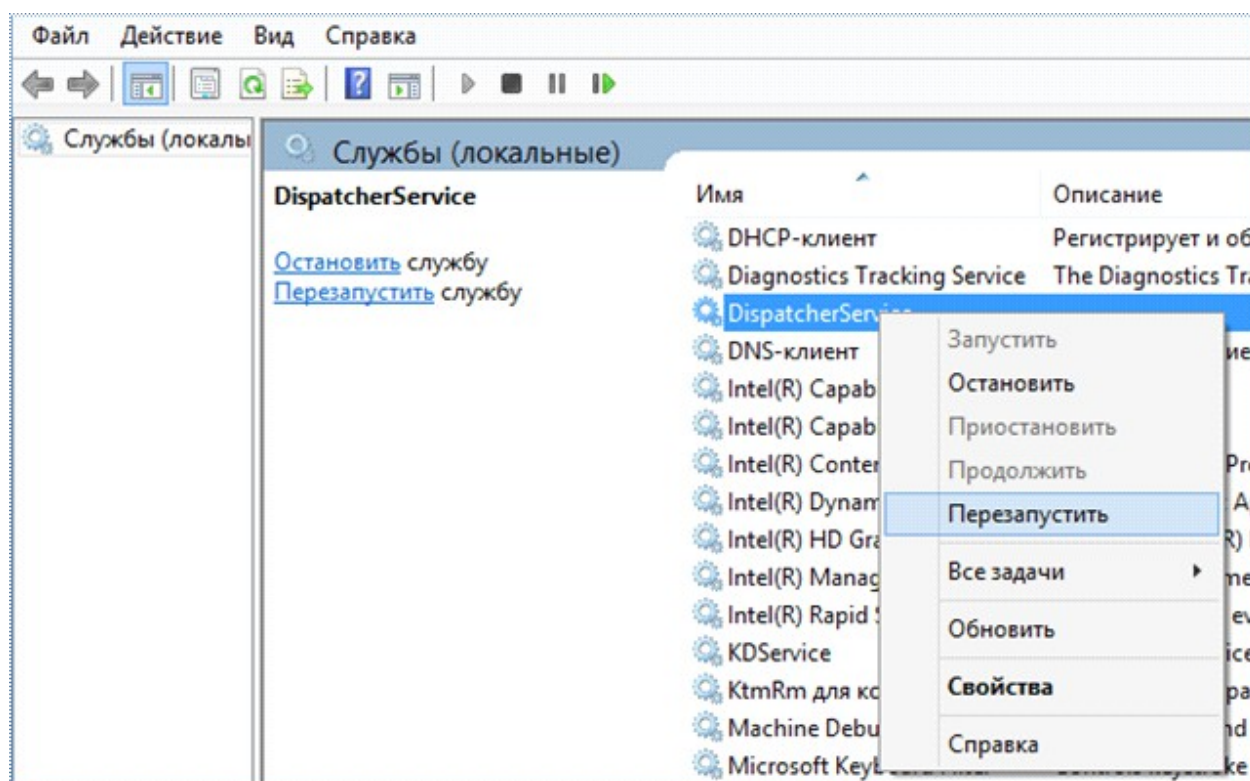 Файл Действие Вид Справка
Службы (локалы
Службы (локальные)
DispatcherService
Остановить службу
Перезапустить службу
Имя Описание
DHCP-клиент Регистрирует и об
Diagnostics Tracking Service The Diagnostics Tra
DispatcherServ
DNS-клиент
Intel(R) Capab
Intel(R) Capab
Intel(R) Conter
Intel(R) Dynam
Intel(R) HD Gra
Intel(R) Manag
Intel(R) Rapid
KDService
KtmRm для ко
Machine Debu
Microsoft Keyb
Запустить
Остановить
Приостановить
Продолжить
Перезапустить
Все задачи
Обновить
Свойства
Справка